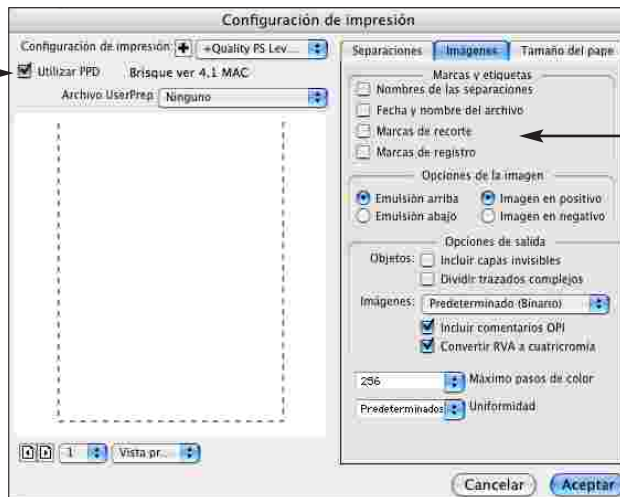 Configuración de impresión
Configuración de impresión: +Quality PS Lev...
Utilizar PPD Brisque ver 4.1 MAC
Archivo UserPrep: Ninguno
1 Vista pr...
Separaciones Imágenes Tamaño del pape
Marcas y etiquetas
Nombres de las separaciones
Fecha y nombre del archivo
Marcas de recorte
Marcas de registro
Opciones de la imagen
Emulsión arriba Imagen en positivo
Emulsión abajo Imagen en negativo
Opciones de salida
Objetos: Incluir capas invisibles
Dividir trazados complejos
Imágenes: Predeterminado (Binario)
Incluir comentarios OPI
Convertir RVA a cuatricromía
256 Máximo pasos de color
Predeterminados Uniformidad
Cancelar Aceptar